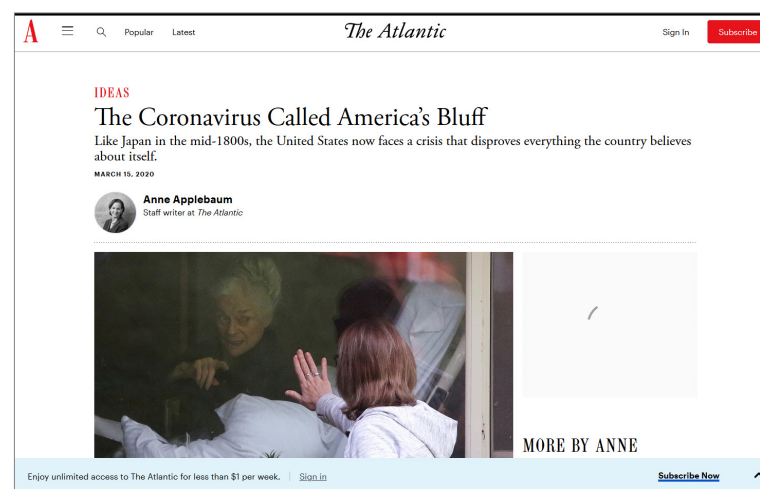 A Popular Latest The Atlantic Sign In Subscribe
IDEAS
The Coronavirus Called America's Bluff
Like Japan in the mid-1800s, the United States now faces a crisis that disproves everything the country believes
about itself.
MARCH 15, 2020
Anne Applebaum
Staff writer at The Atlantic
MORE BY ANNE
Enjoy unlimited access to The Atlantic for less than $1 per week. Sign in Subscribe Now